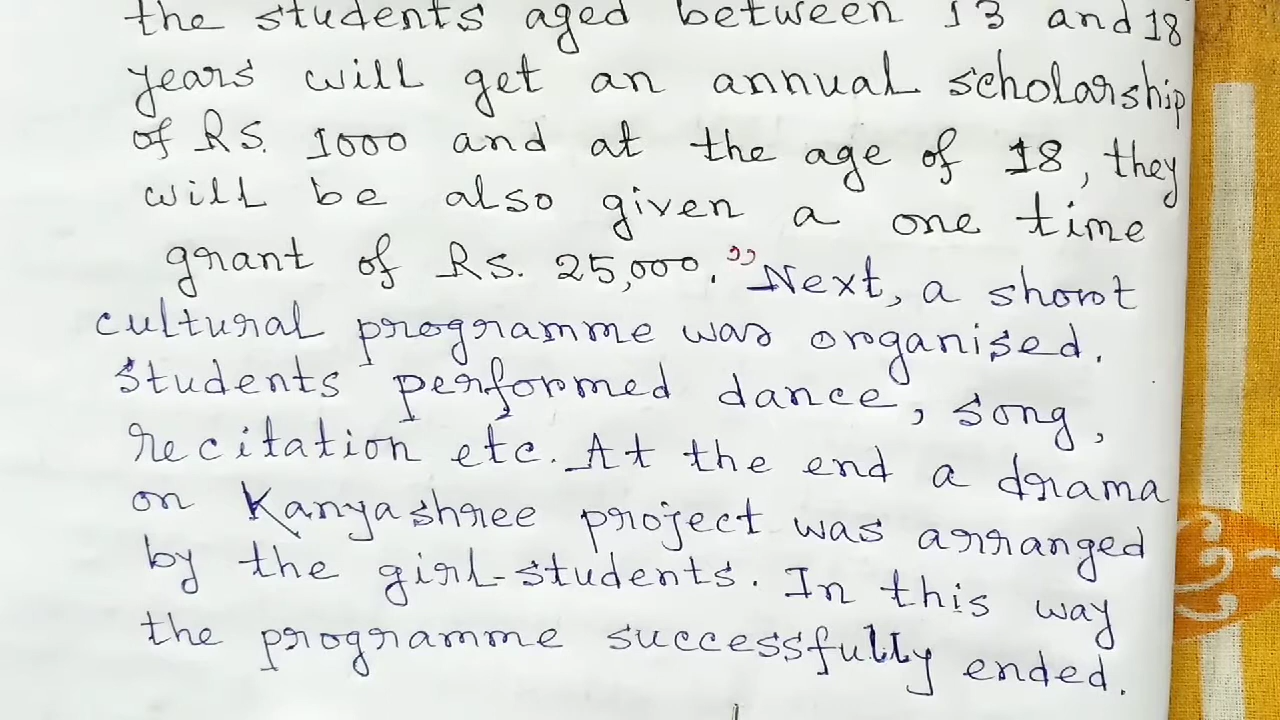 the students aged between 13 and 18
years will get an annual scholarship
of Rs. 1000 and at the age of 18, they
will be also given a one time
grant of Rs. 25,000.” Next, a short
cultural programme was organised.
Students performed dance, song,
recitation etc. At the end a drama
on Kanyashree project was arranged
by the girl-students. In this way
the programme successfully ended.